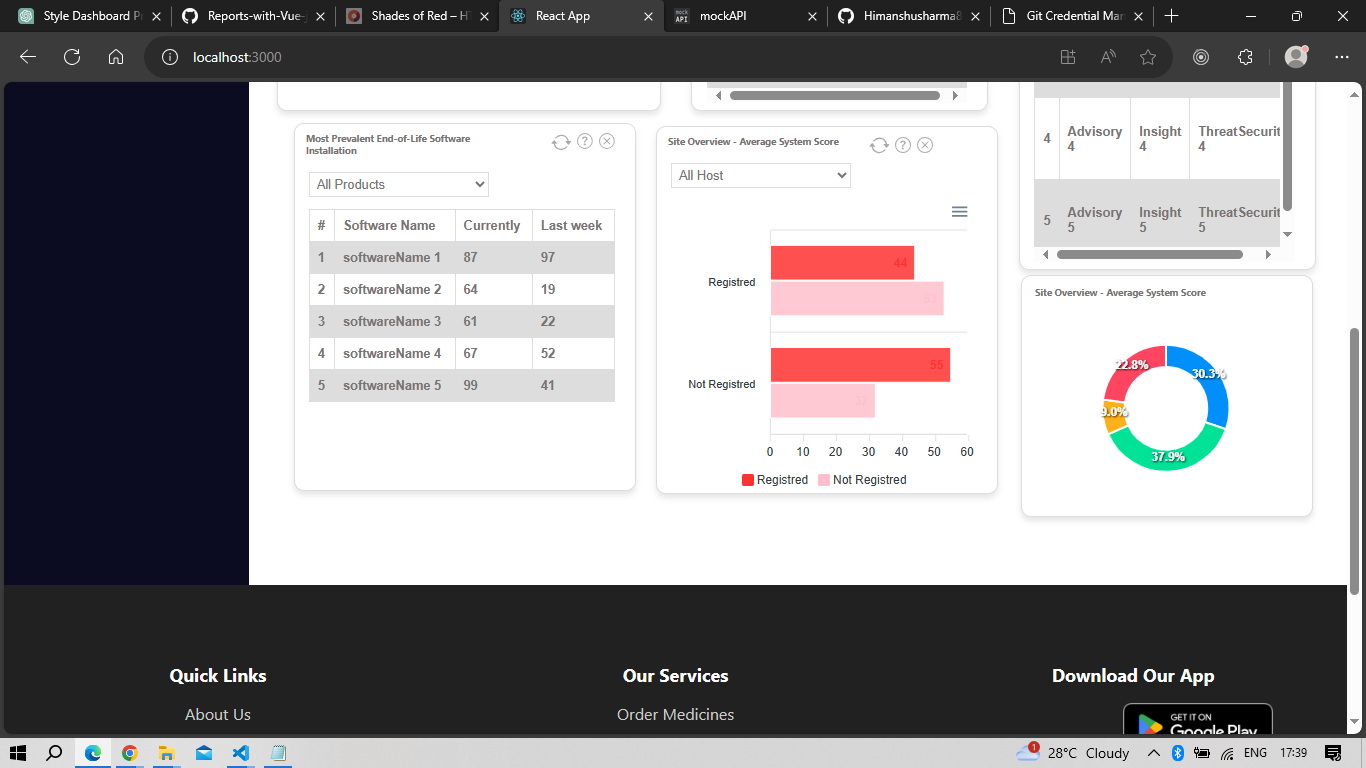 Style Dashboard Pr
Reports-with-Vue-j
Shades of Red – HT
React App
mockAPI
Himanshusharma8
Git Credential Man
localhost:3000
4 Advisory 4 Insight 4 ThreatSecurit 4
5 Advisory 5 Insight 5 ThreatSecurit 5
Most Prevalent End-of-Life Software
Installation
All Products
# Software Name Currently Last week
1 softwareName 1 87 97
2 softwareName 2 64 19
3 softwareName 3 61 22
4 softwareName 4 67 52
5 softwareName 5 99 41
Site Overview - Average System Score
All Host
Registred
44
53
Not Registred
55
0 10 20 30 40 50 60
Registred Not Registred
Site Overview - Average System Score
22.8%
30.3%
9.0%
37.9%
Quick Links
About Us
Our Services
Order Medicines
Download Our App
GET IT ON
Google Play
1
28°C Cloudy
ENG
17:39